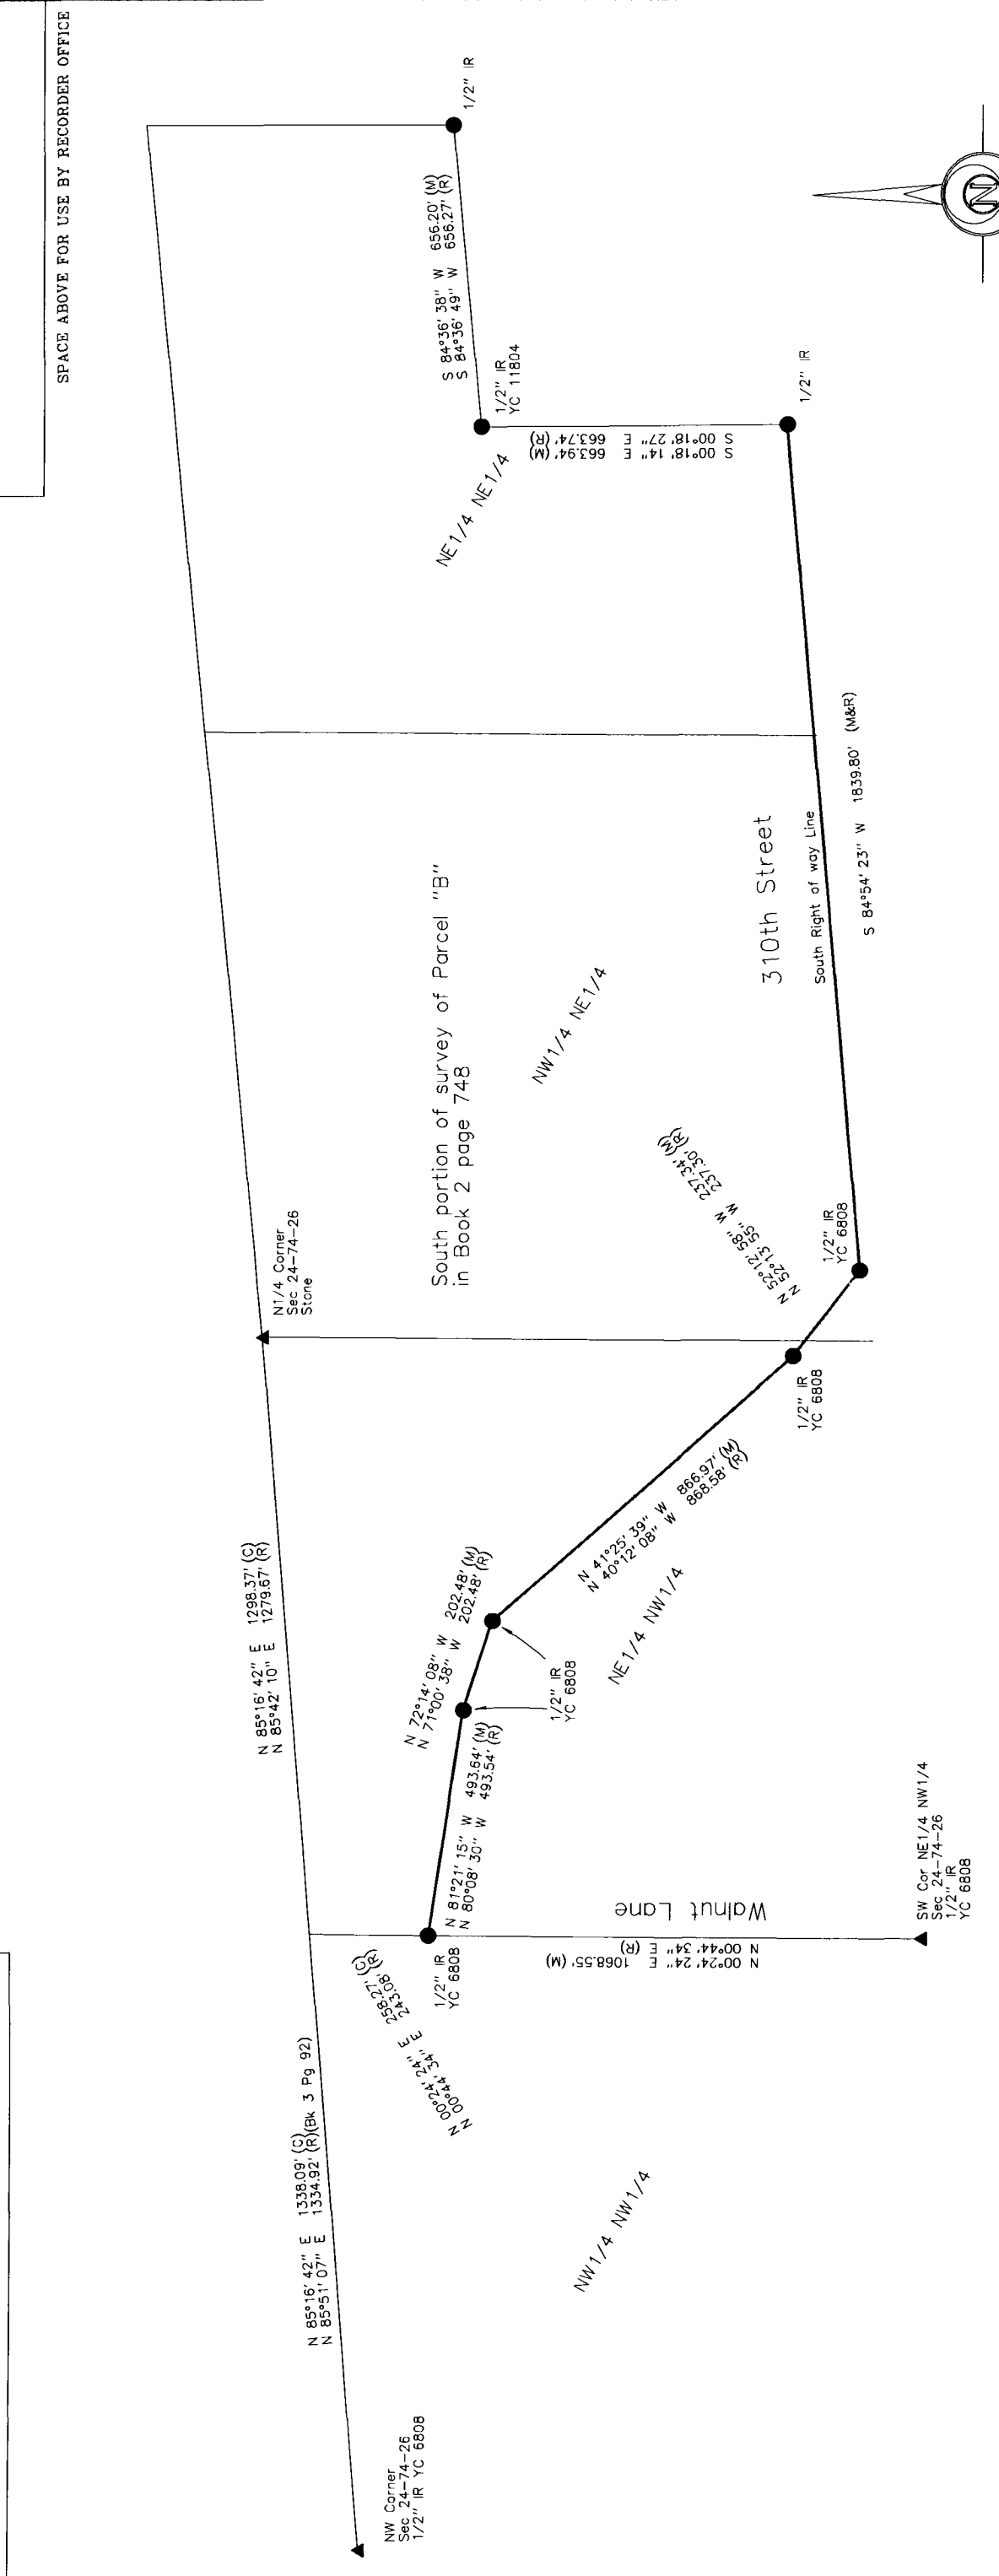 SPACE ABOVE FOR USE BY RECORDER OFFICE
1/2" IR
S 84°36' 38" W 656.20' (M)
S 84°36' 49" W 656.27' (R)
1/2" IR
YC 11804
S 00°18' 14" E 663.94' (M)
S 00°18' 27" E 663.74' (R)
1/2" IR
NE1/4 NE1/4
N
310th Street
South Right of way Line
S 84°54' 23" W 1839.80' (M&R)
South portion of survey of Parcel "B"
in Book 2 page 748
NW1/4 NE1/4
N1/4 Corner
Sec 24-74-26
Stone
N 52°12' 58" W 237.34' (M)
N 52°13' 55" W 237.30' (R)
1/2" IR
YC 6808
1/2" IR
YC 6808
N 41°25' 39" W 866.97' (M)
N 40°12' 08" W 868.58' (R)
NE1/4 NW1/4
N 85°16' 42" E 1298.37' (C)
N 85°42' 10" E 1279.67' (R)
N 72°14' 08" W 202.48' (M)
N 71°00' 38" W 202.48' (R)
1/2" IR
YC 6808
N 81°21' 15" W 493.64' (M)
N 80°08' 30" W 493.54' (R)
Walnut Lane
N 00°24' 24" E 1068.55' (M)
N 00°44' 34" E (R)
SW Cor NE1/4 NW1/4
Sec 24-74-26
1/2" IR
YC 6808
1/2" IR
YC 6808
N 00°24' 24" E 258.27' (C)
N 00°44' 34" E 243.08' (R)
N 85°16' 42" E 1338.09' (C)
N 85°51' 07" E 1334.92' (R)(Bk 3 Pg 92)
NW1/4 NW1/4
NW Corner
Sec 24-74-26
1/2" IR YC 6808